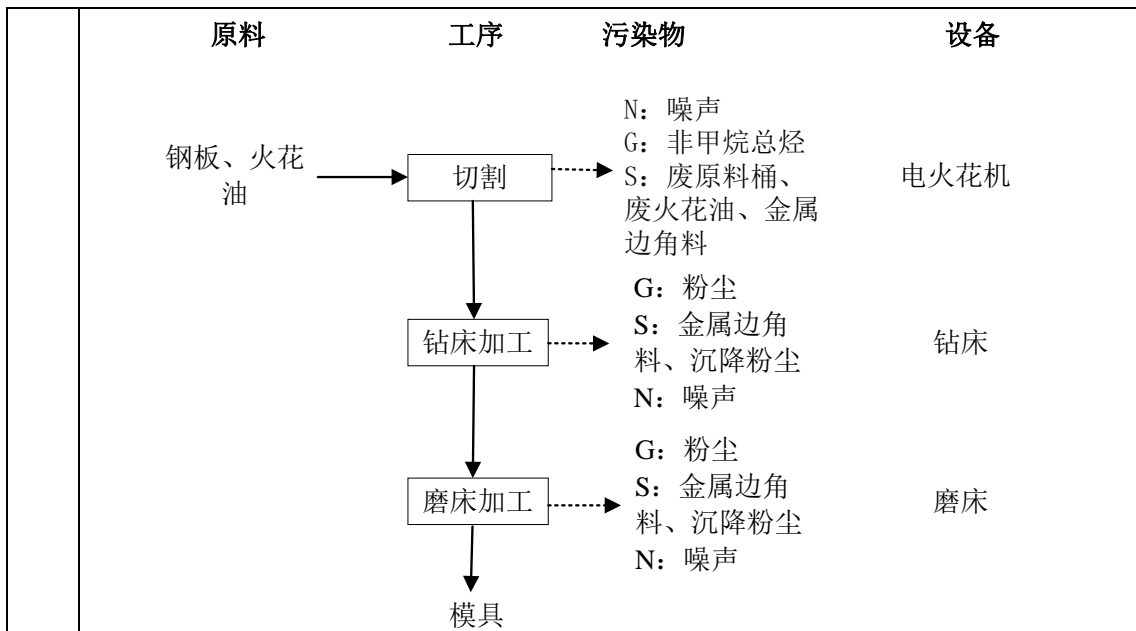 原料 工序 污染物 设备
N：噪声
G：非甲烷总烃
S：废原料桶、
废火花油、金属
边角料
钢板、火花
油
切割
电火花机
G：粉尘
S：金属边角
料、沉降粉尘
N：噪声
钻床加工
钻床
G：粉尘
S：金属边角
料、沉降粉尘
N：噪声
磨床加工
磨床
模具